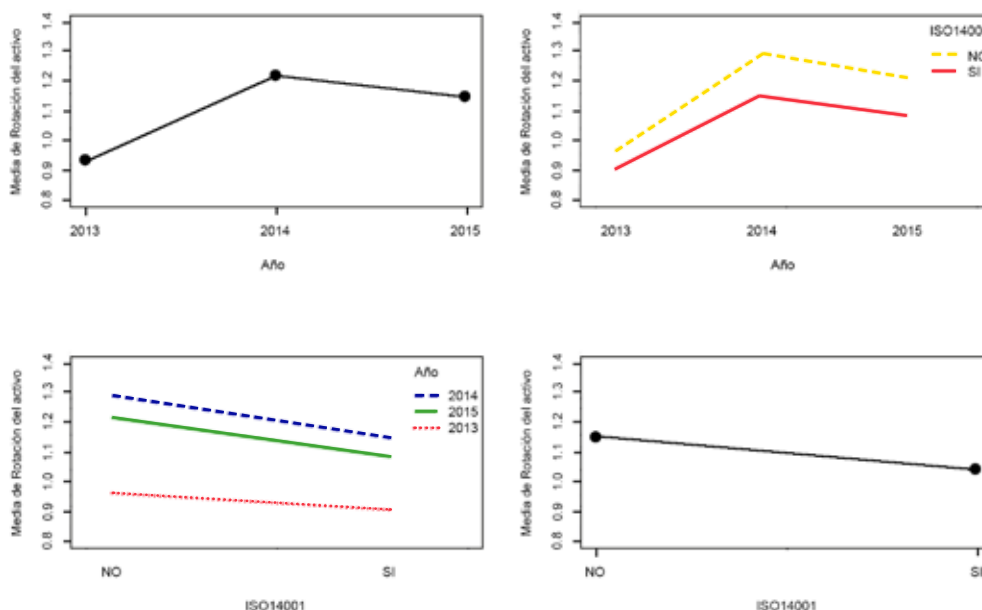 Media de Rotación del activo
1.4
1.3
1.2
1.1
1.0
0.9
0.8
2013
2014
2015
Año
Media de Rotación del activo
1.4
1.3
1.2
1.1
1.0
0.9
0.8
ISO1400
NO
SI
2013
2014
2015
Año
Media de Rotación del activo
1.4
1.3
1.2
1.1
1.0
0.9
0.8
Año
2014
2015
2013
NO
SI
ISO14001
Media de Rotación del activo
1.4
1.3
1.2
1.1
1.0
0.9
0.8
NO
SI
ISO14001